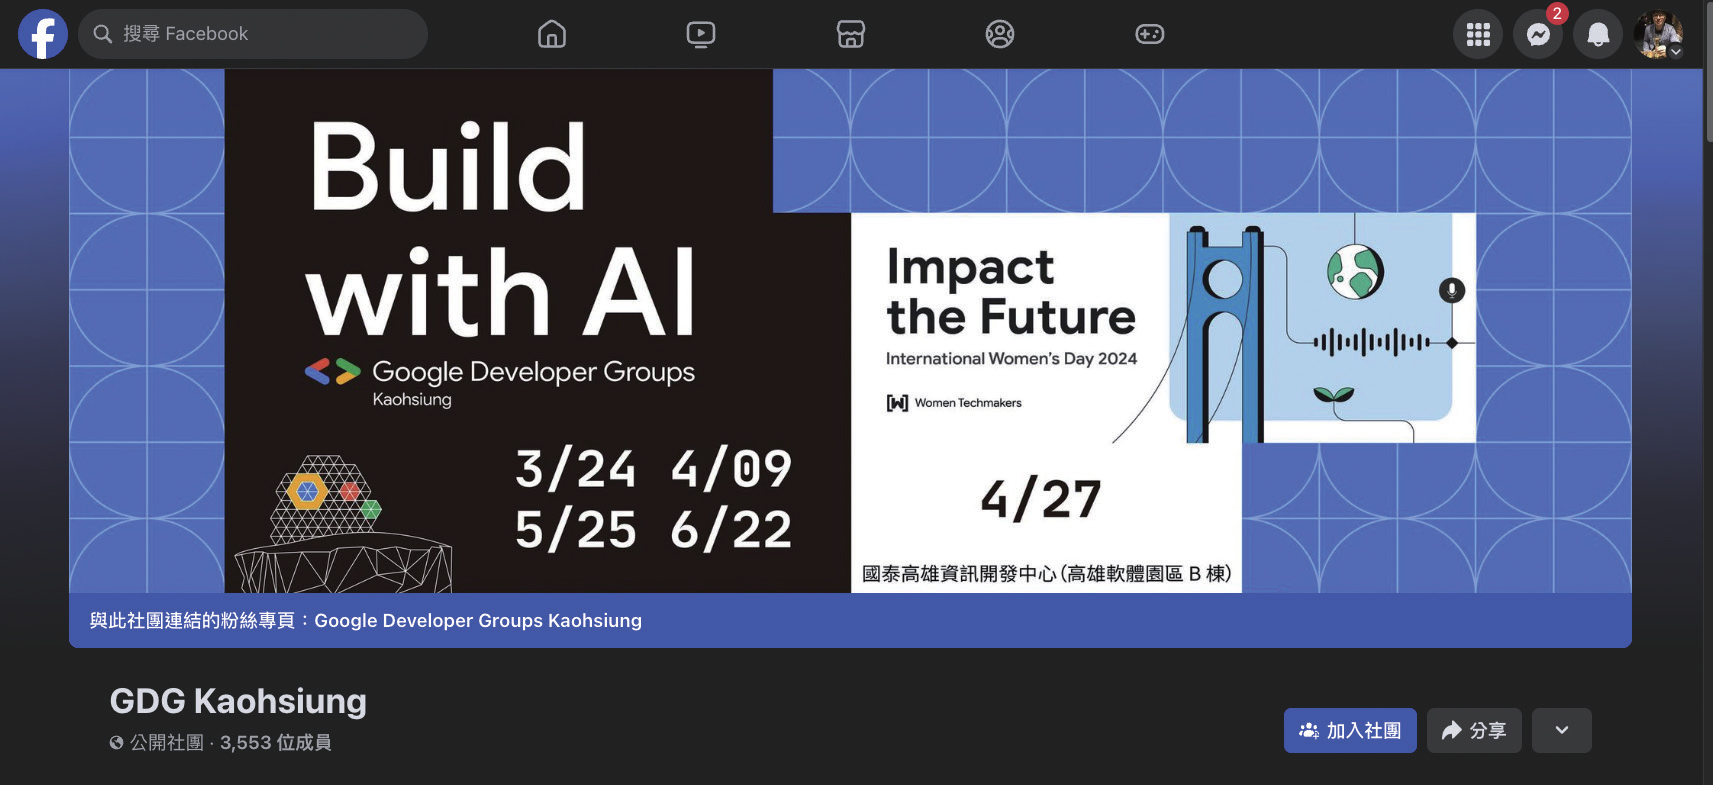 搜尋 Facebook
2
Build
with AI
Google Developer Groups
Kaohsiung
3/24 4/09
5/25 6/22
Impact
the Future
International Women's Day 2024
[W] Women Techmakers
4/27
國泰高雄資訊開發中心(高雄軟體園區 B 棟)
與此社團連結的粉絲專頁:Google Developer Groups Kaohsiung
GDG Kaohsiung
公開社團 · 3,553 位成員
加入社團
分享